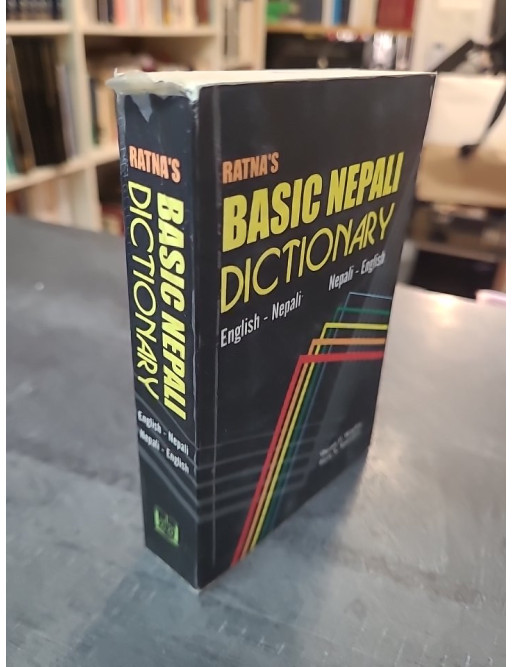 RATNA'S
BASIC NEPALI
DICTIONARY
English - Nepali
Nepali - English
RATNA'S
BASIC NEPALI
DICTIONARY
English - Nepali
Nepali - English